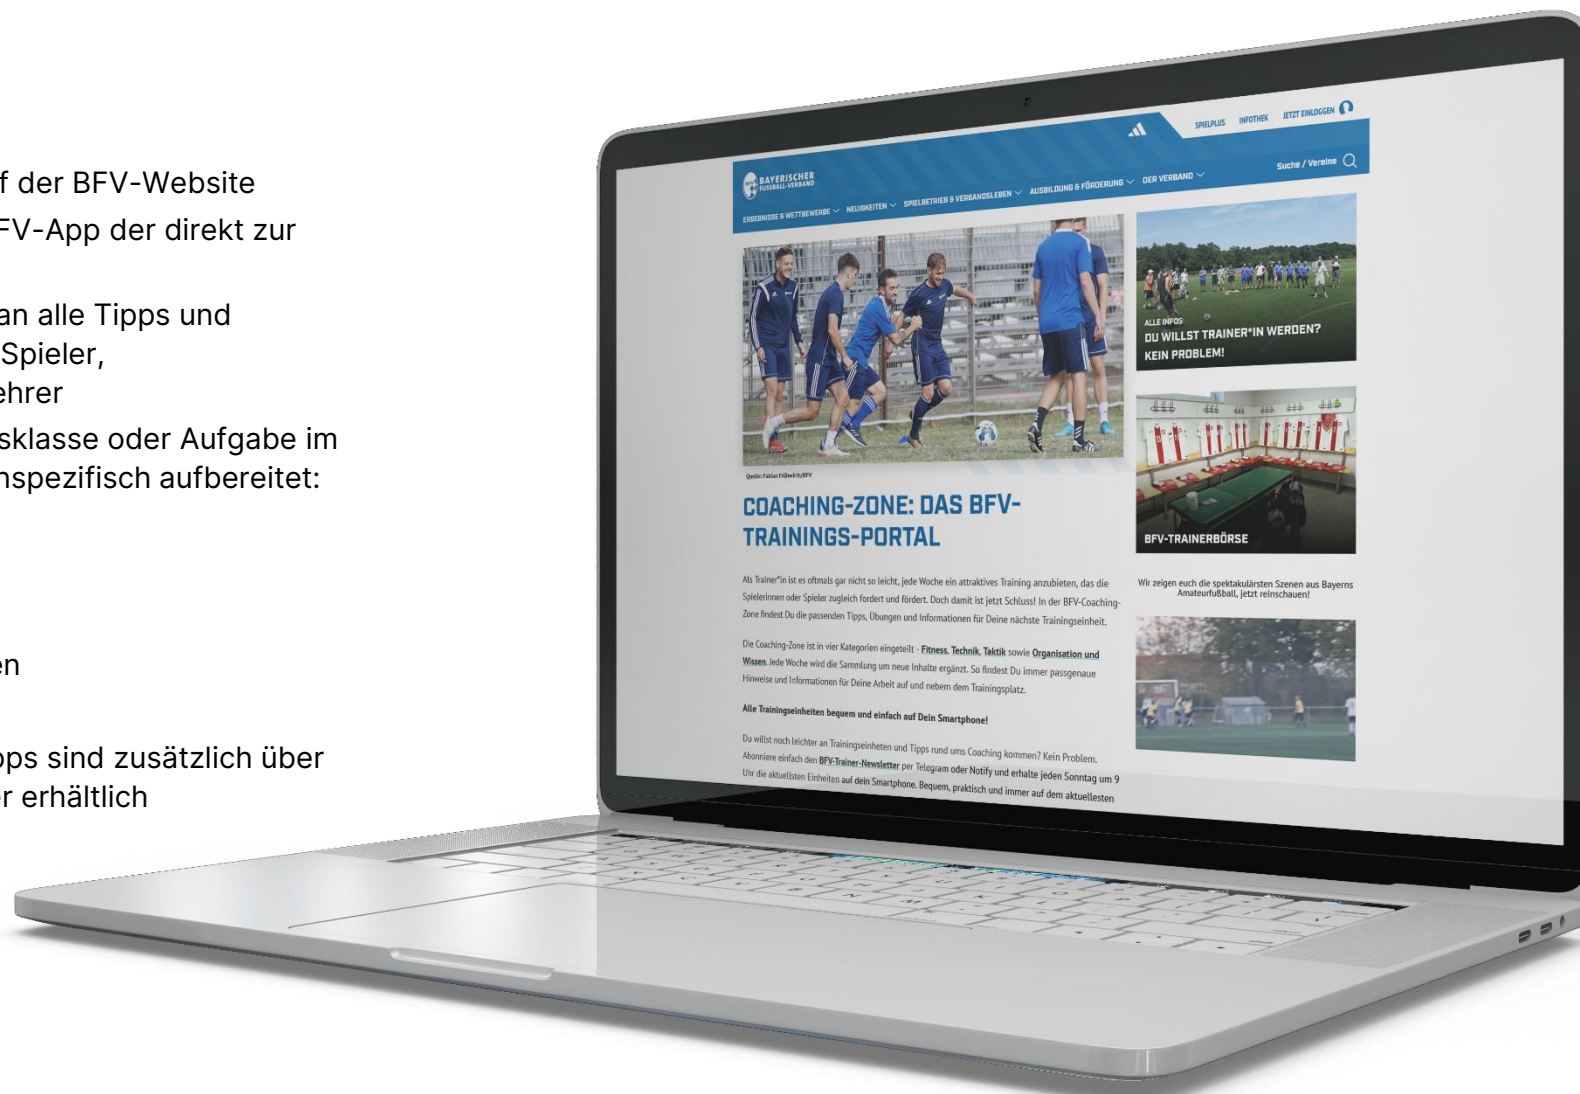 f der BFV-Website
FV-App der direkt zur
an alle Tipps und
Spieler,
ehrer
sklasse oder Aufgabe im
nspezifisch aufbereitet:
en
ops sind zusätzlich über
er erhältlich
SPIELPLUS INFOTHEK JETZT EINLOGGEN
BAYERISCHER
FUSSBALL-VERBAND
Suche / Vereine
ERGEBNISSE & WETTBEWERBE NEUIGKEITEN SPIELBETRIEB & VERBANDSLEBEN AUSBILDUNG & FÖRDERUNG DER VERBAND
Quelle: Fabian Frühwirth/BFV
COACHING-ZONE: DAS BFV-
TRAININGS-PORTAL
Als Trainer*in ist es oftmals gar nicht so leicht, jede Woche ein attraktives Training anzubieten, das die
Spielerinnen oder Spieler zugleich fordert und fördert. Doch damit ist jetzt Schluss! In der BFV-Coaching-
Zone findest Du die passenden Tipps, Übungen und Informationen für Deine nächste Trainingseinheit.
Die Coaching-Zone ist in vier Kategorien eingeteilt - Fitness, Technik, Taktik sowie Organisation und
Wissen. Jede Woche wird die Sammlung um neue Inhalte ergänzt. So findest Du immer passgenaue
Hinweise und Informationen für Deine Arbeit auf und nebem dem Trainingsplatz.
Alle Trainingseinheiten bequem und einfach auf Dein Smartphone!
Du willst noch leichter an Trainingseinheten und Tipps rund ums Coaching kommen? Kein Problem.
Abonniere einfach den BFV-Trainer-Newsletter per Telegram oder Notify und erhalte jeden Sonntag um 9
Uhr die aktuellsten Einheiten auf dein Smartphone. Bequem, praktisch und immer auf dem aktuellesten
ALLE INFOS
DU WILLST TRAINER*IN WERDEN?
KEIN PROBLEM!
BFV-TRAINERBÖRSE
Wir zeigen euch die spektakulärsten Szenen aus Bayerns
Amateurfußball, jetzt reinschauen!